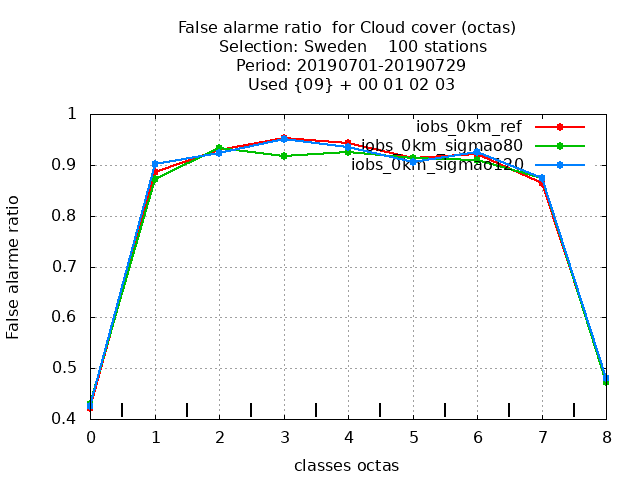 False alarme ratio  for Cloud cover (octas)
Selection: Sweden    100 stations
Period: 20190701-20190729
Used {09} + 00 01 02 03
iobs_0km_ref
iobs_0km_sigmao80
iobs_0km_sigmao120
1
0.9
0.8
0.7
0.6
0.5
0.4
False alarme ratio
0 1 2 3 4 5 6 7 8
classes octas